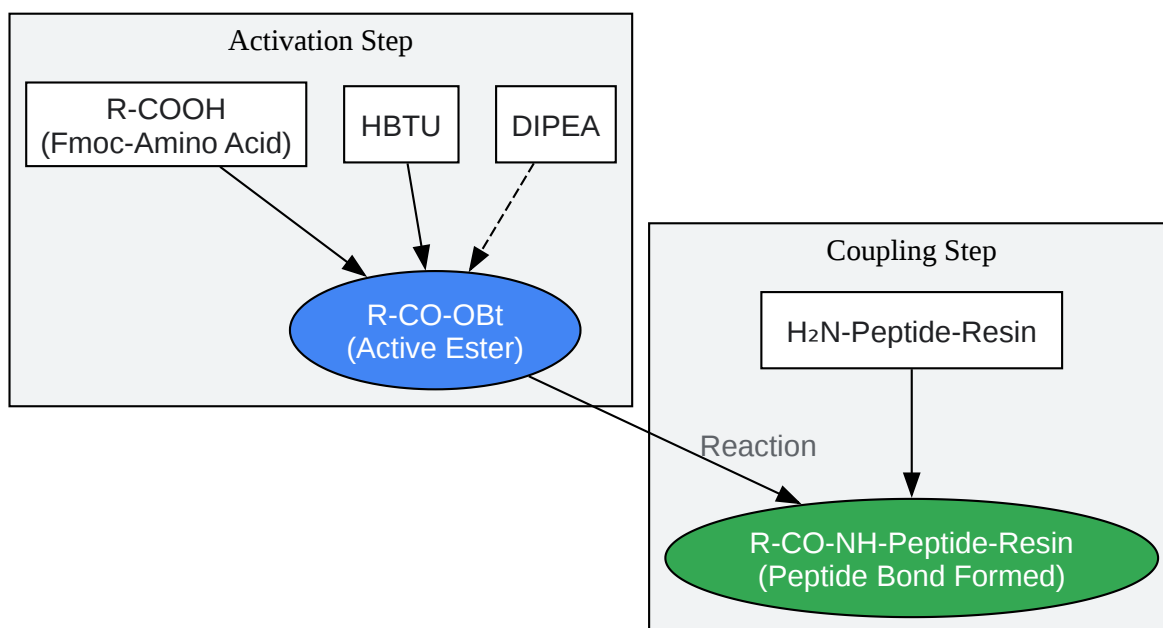 Activation Step
R-COOH
(Fmoc-Amino Acid)
HBTU
DIPEA
R-CO-OBt
(Active Ester)
Reaction
Coupling Step
H₂N-Peptide-Resin
R-CO-NH-Peptide-Resin
(Peptide Bond Formed)